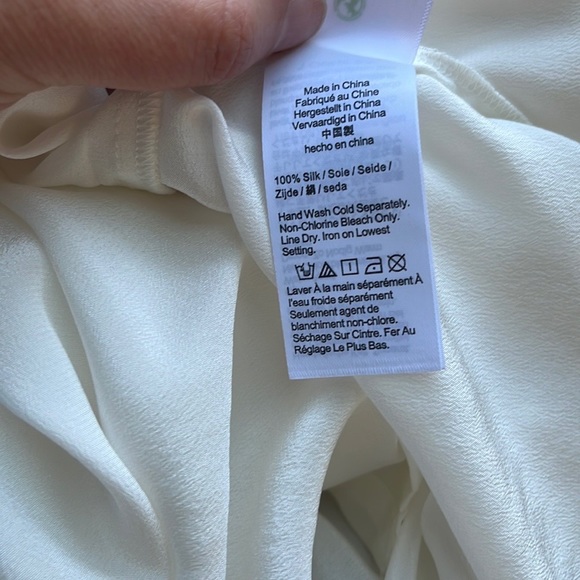 Made in China
Fabriqué au Chine
Hergestellt in China
Vervaardigd in China
中国製
hecho en china
100% Silk / Soie / Seide /
Zijde / 絹 / seda
Hand Wash Cold Separately.
Non-Chlorine Bleach Only.
Line Dry. Iron on Lowest
Setting.
Laver À la main séparément À
l'eau froide séparément
Seulement agent de
blanchiment non-chlore.
Séchage Sur Cintre. Fer Au
Réglage Le Plus Bas.